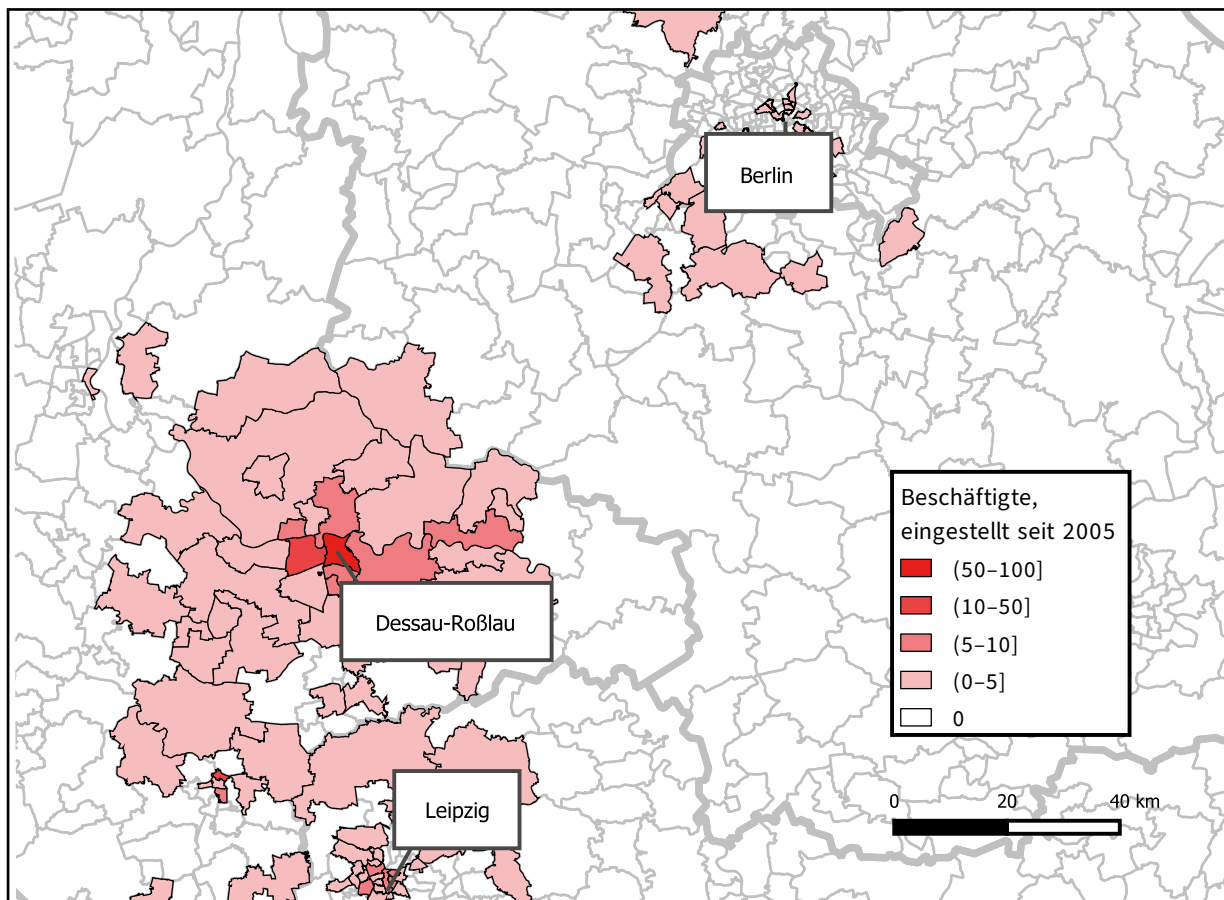 Berlin
Beschäftigte,
eingestellt seit 2005
(50–100]
(10–50]
(5–10]
(0–5]
0
Dessau-Roßlau
Leipzig
0 20 40 km